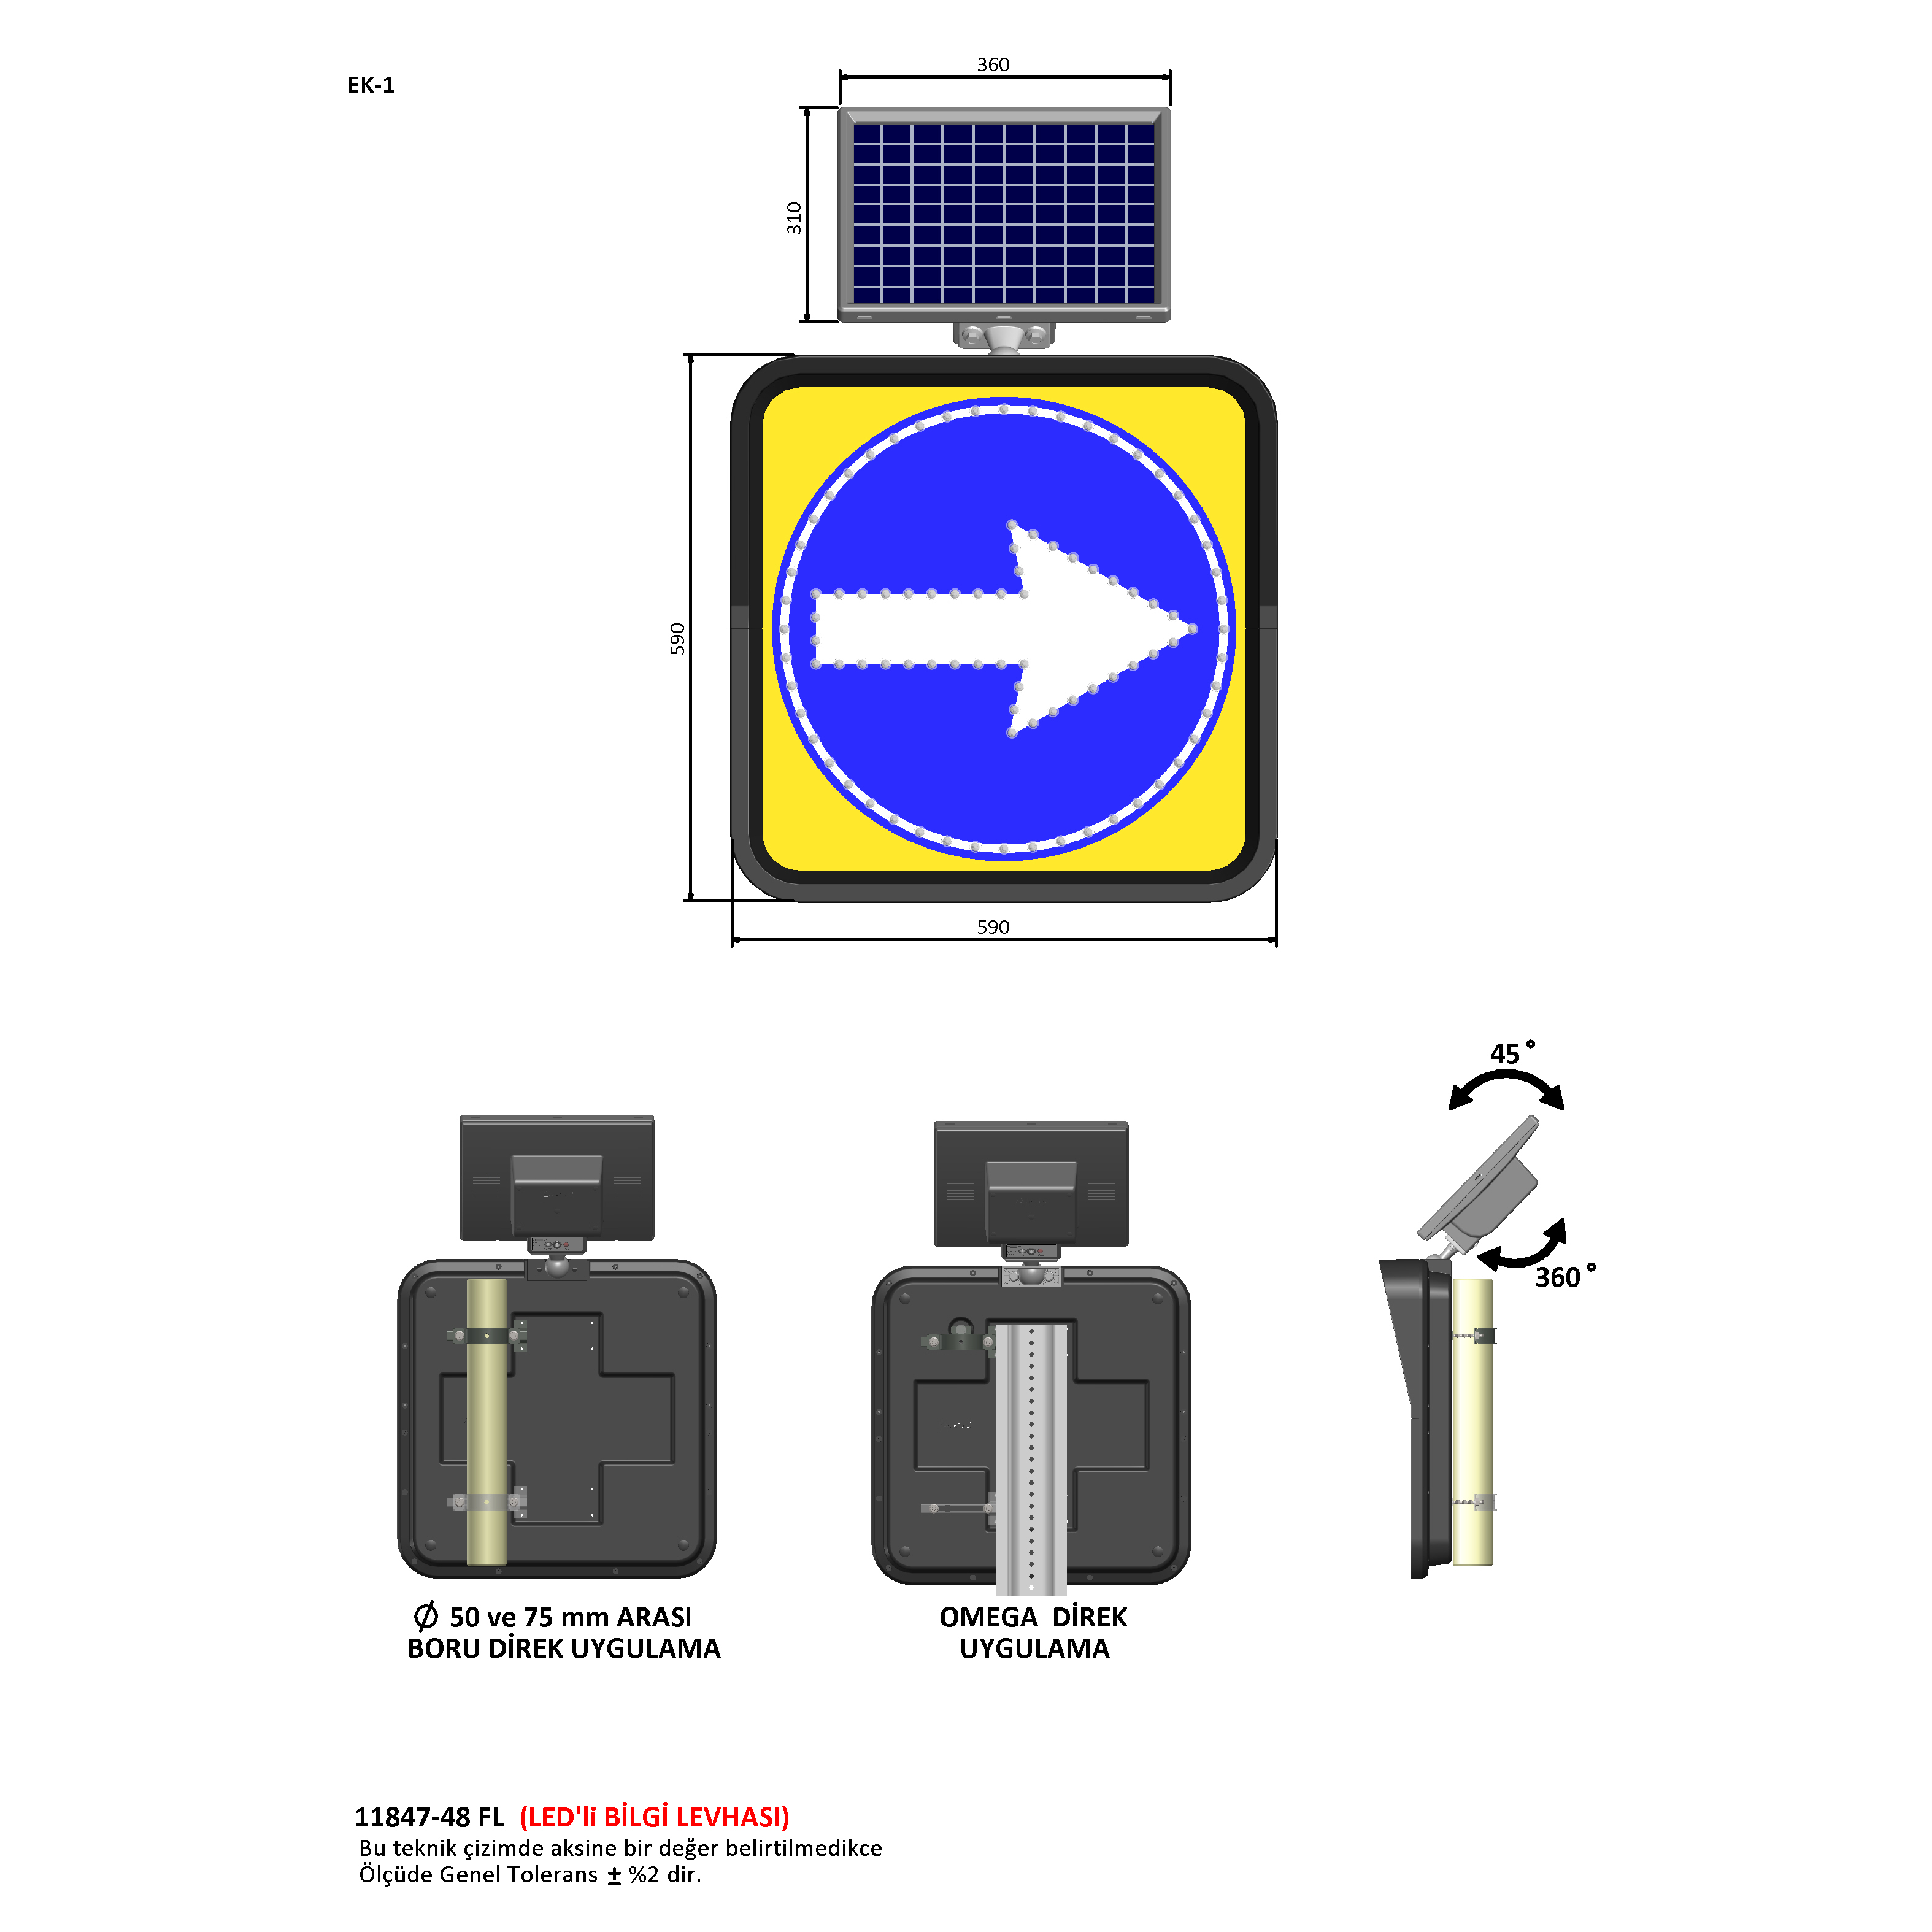 EK-1
360
310
590
590
45°
360°
Ø 50 ve 75 mm ARASI
BORU DİREK UYGULAMA
OMEGA DİREK
UYGULAMA
11847-48 FL (LED'li BİLGİ LEVHASI)
Bu teknik çizimde aksine bir değer belirtilmedikce
Ölçüde Genel Tolerans ± %2 dir.